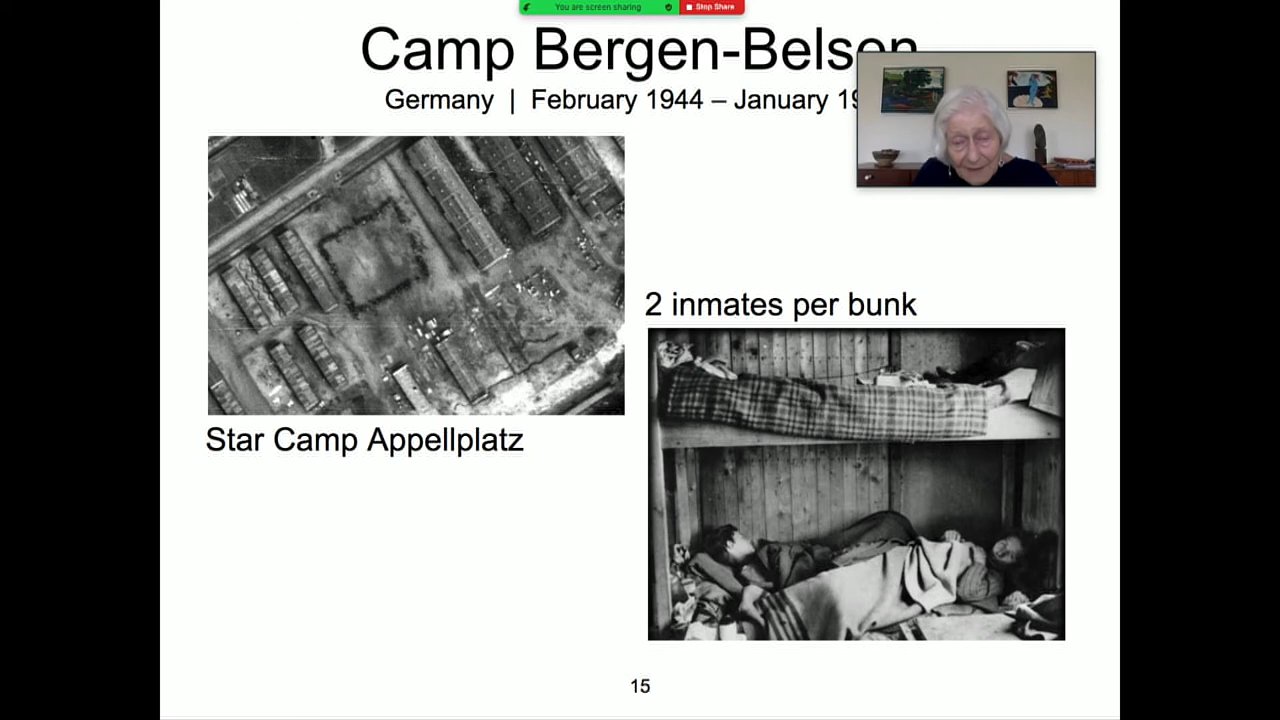 You are screen sharing
Stop Share
Camp Bergen-Belsen
Germany | February 1944 – January 19
2 inmates per bunk
Star Camp Appellplatz
15